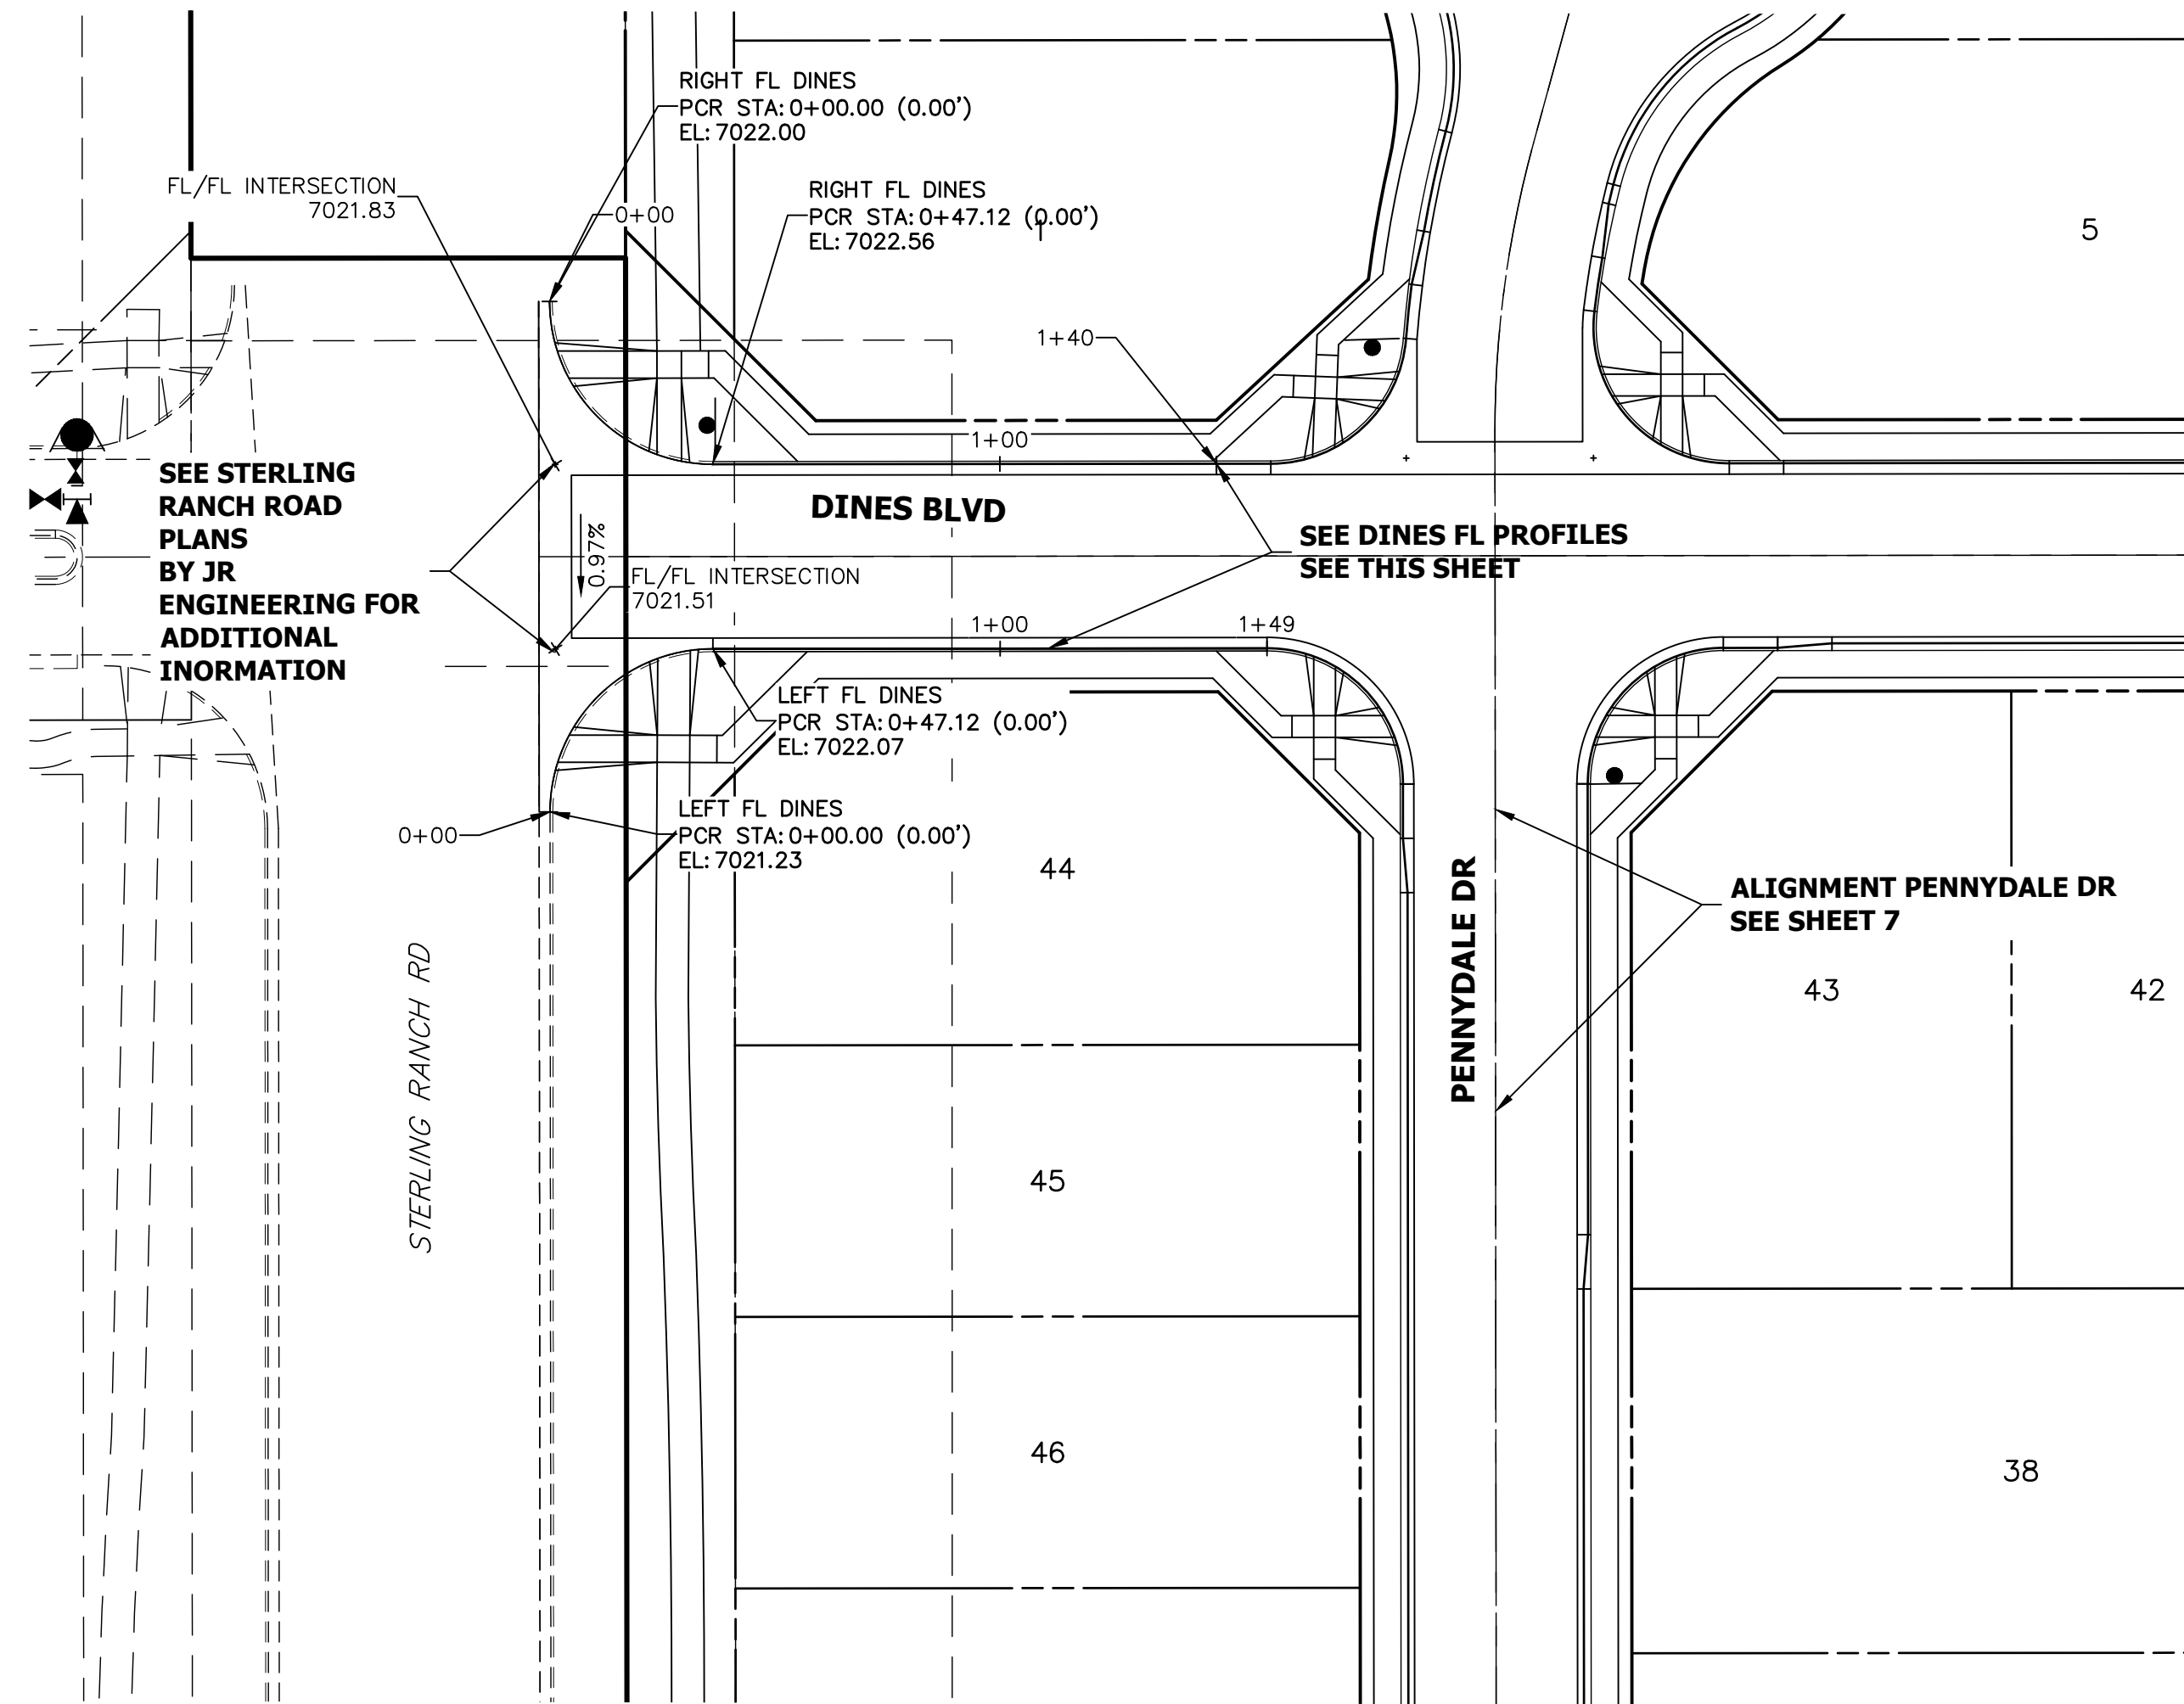 RIGHT FL DINES
PCR STA: 0+00.00 (0.00')
EL: 7022.00
FL/FL INTERSECTION
7021.83
0+00
RIGHT FL DINES
PCR STA: 0+47.12 (0.00')
EL: 7022.56
5
1+40
1+00
SEE STERLING
RANCH ROAD
PLANS
BY JR
ENGINEERING FOR
ADDITIONAL
INORMATION
DINES BLVD
0.97%
SEE DINES FL PROFILES
SEE THIS SHEET
FL/FL INTERSECTION
7021.51
1+00
1+49
LEFT FL DINES
PCR STA: 0+47.12 (0.00')
EL: 7022.07
0+00
LEFT FL DINES
PCR STA: 0+00.00 (0.00')
EL: 7021.23
44
PENNYDALE DR
ALIGNMENT PENNYDALE DR
SEE SHEET 7
43
42
STERLING RANCH RD
45
46
38